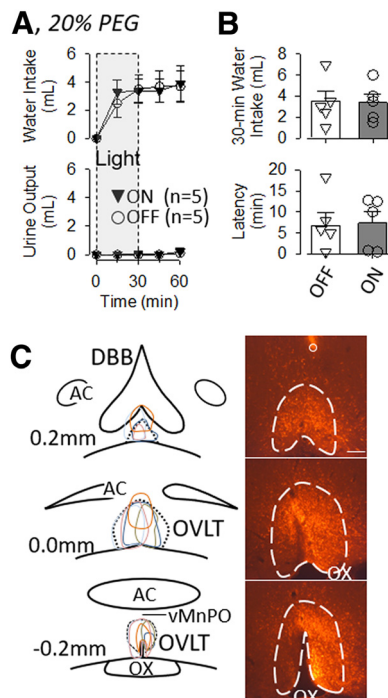 A, 20% PEG
Water Intake
(mL)
6
4
2
0
Light
Urine Output
(mL)
6
4
2
0
ON (n=5)
OFF (n=5)
0
30
60
Time (min)
B
30-min Water
Intake (mL)
8
6
4
2
0
Latency
(min)
20
15
10
5
0
OFF
ON
C
DBB
AC
0.2mm
AC
OVLT
0.0mm
AC
vMnPO
OVLT
-0.2mm
OX
OX
OX